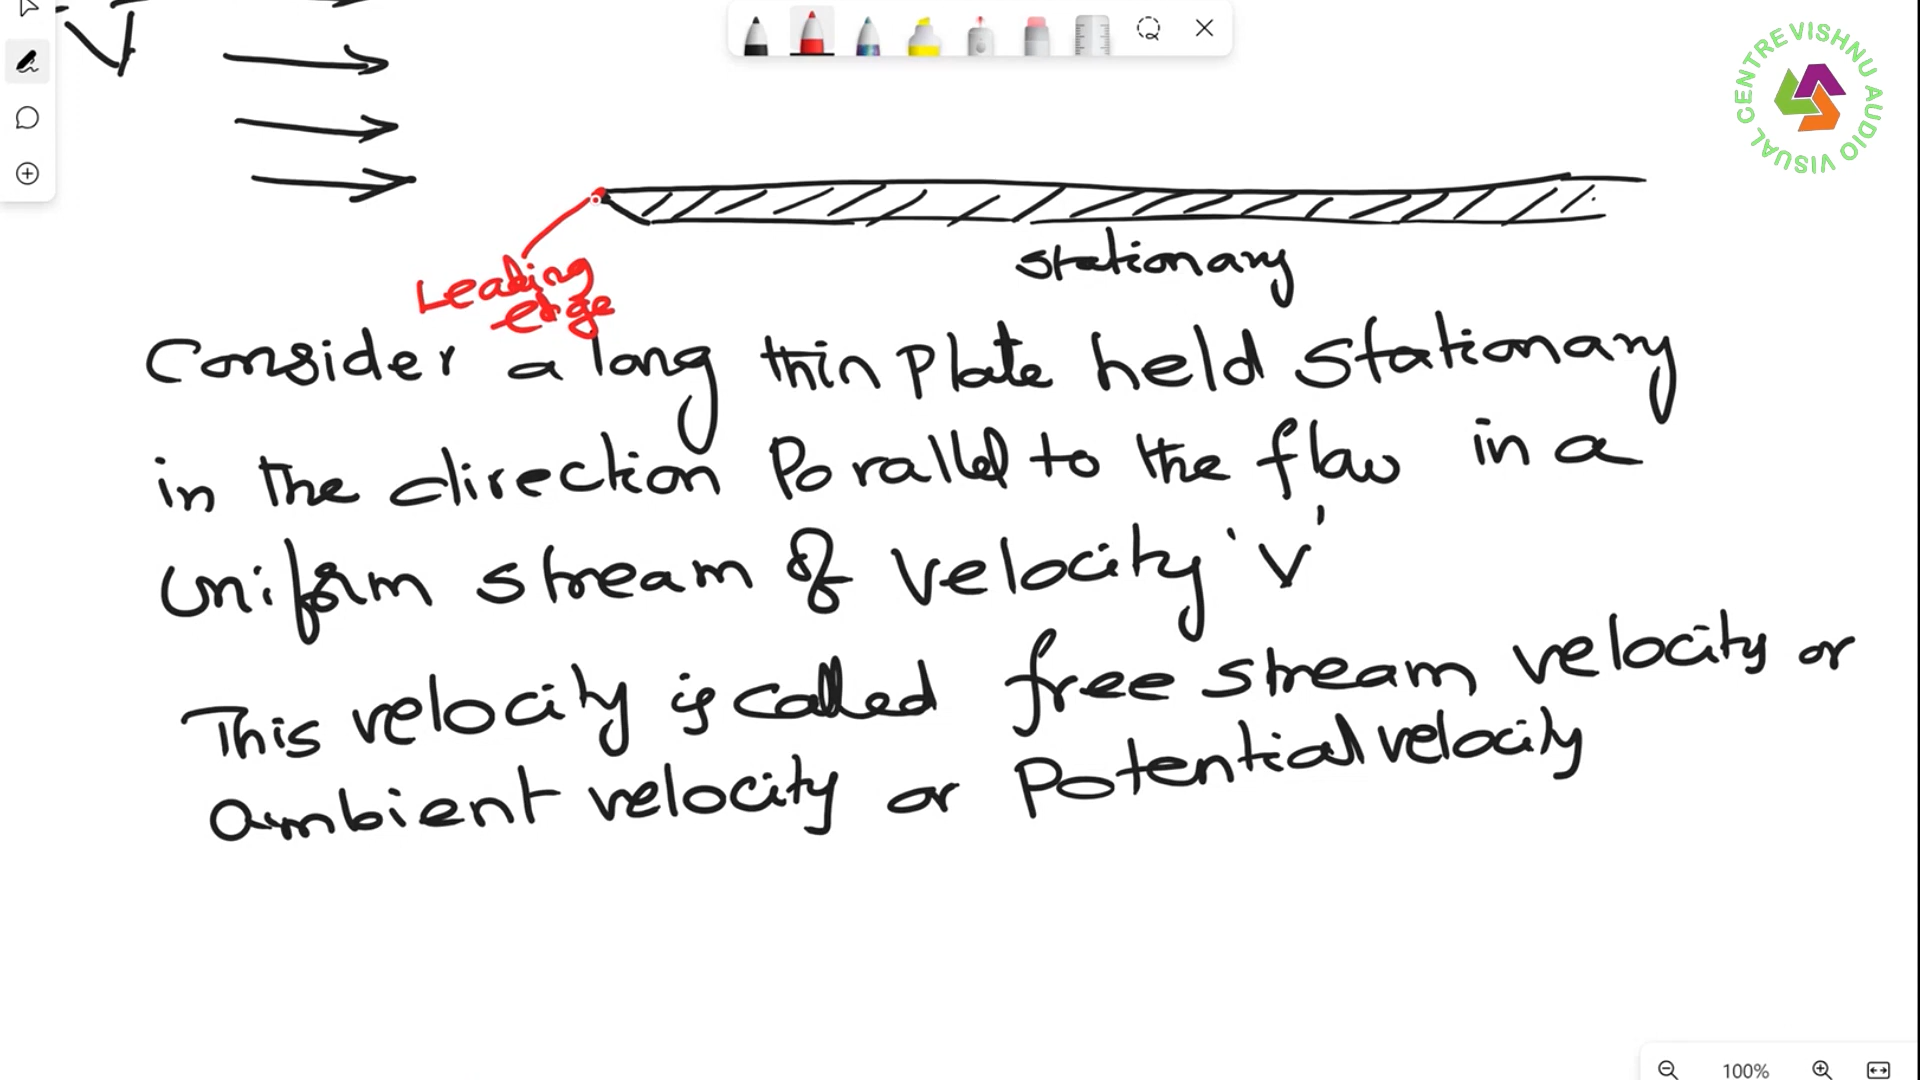 V
stationary
Leading
edge
Consider a long thin plate held stationary
in the direction Parallel to the flow in a
uniform stream of velocity 'v'
This velocity is called free stream velocity or
ambient velocity or Potential velocity
VISHNU AUDIO VISUAL CENTRE
100%